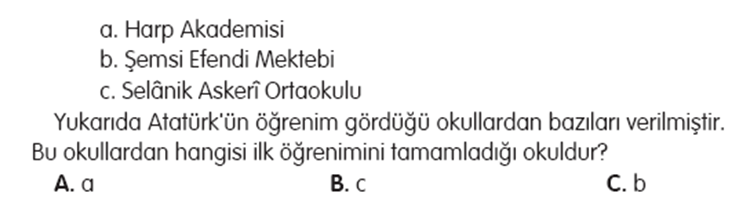 a. Harp Akademisi
b. Şemsi Efendi Mektebi
c. Selânik Askerî Ortaokulu
Yukarıda Atatürk'ün öğrenim gördüğü okullardan bazıları verilmiştir.
Bu okullardan hangisi ilk öğrenimini tamamladığı okuldur?
A. a B. c C. b